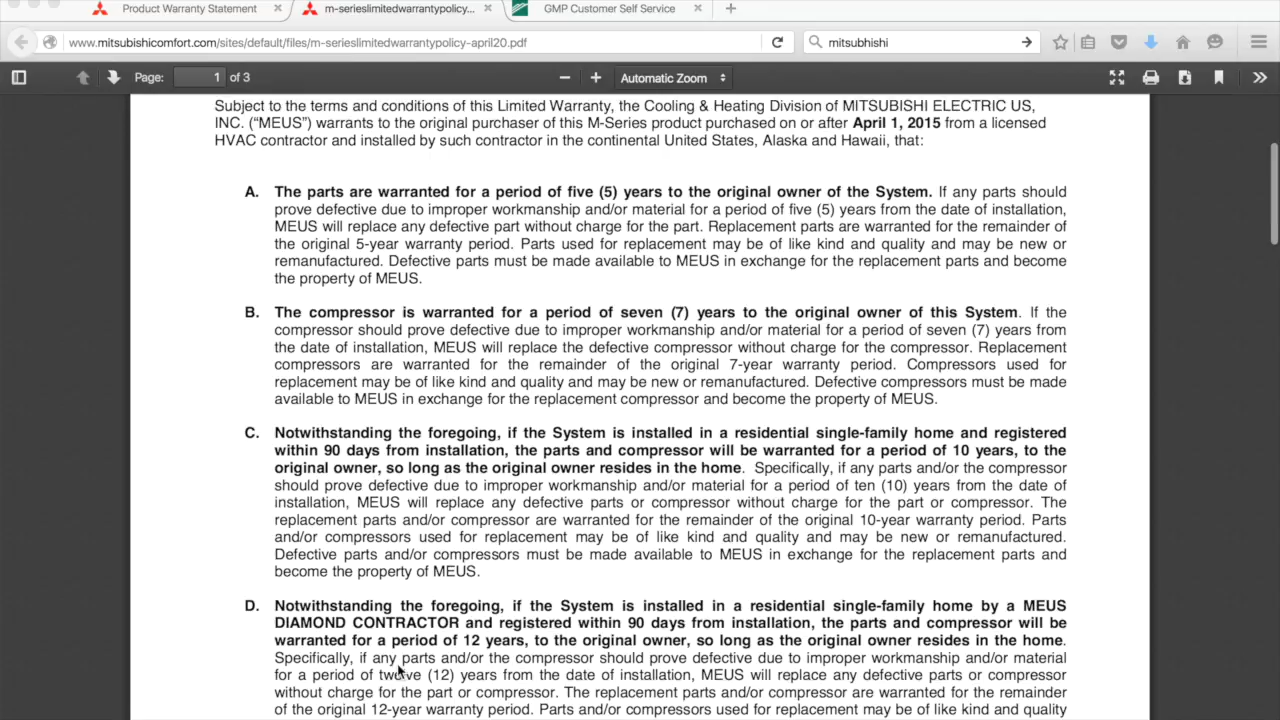 Product Warranty Statement
m-serieslimitedwarrantypolicy...
GMP Customer Self Service
www.mitsubishicomfort.com/sites/default/files/m-serieslimitedwarrantypolicy-april20.pdf
mitsubhishi
Page: 1 of 3
Automatic Zoom
Subject to the terms and conditions of this Limited Warranty, the Cooling & Heating Division of MITSUBISHI ELECTRIC US,
INC. (“MEUS”) warrants to the original purchaser of this M-Series product purchased on or after April 1, 2015 from a licensed
HVAC contractor and installed by such contractor in the continental United States, Alaska and Hawaii, that:
A. The parts are warranted for a period of five (5) years to the original owner of the System. If any parts should
prove defective due to improper workmanship and/or material for a period of five (5) years from the date of installation,
MEUS will replace any defective part without charge for the part. Replacement parts are warranted for the remainder of
the original 5-year warranty period. Parts used for replacement may be of like kind and quality and may be new or
remanufactured. Defective parts must be made available to MEUS in exchange for the replacement parts and become
the property of MEUS.
B. The compressor is warranted for a period of seven (7) years to the original owner of this System. If the
compressor should prove defective due to improper workmanship and/or material for a period of seven (7) years from
the date of installation, MEUS will replace the defective compressor without charge for the compressor. Replacement
compressors are warranted for the remainder of the original 7-year warranty period. Compressors used for
replacement may be of like kind and quality and may be new or remanufactured. Defective compressors must be made
available to MEUS in exchange for the replacement compressor and become the property of MEUS.
C. Notwithstanding the foregoing, if the System is installed in a residential single-family home and registered
within 90 days from installation, the parts and compressor will be warranted for a period of 10 years, to the
original owner, so long as the original owner resides in the home. Specifically, if any parts and/or the compressor
should prove defective due to improper workmanship and/or material for a period of ten (10) years from the date of
installation, MEUS will replace any defective parts or compressor without charge for the part or compressor. The
replacement parts and/or compressor are warranted for the remainder of the original 10-year warranty period. Parts
and/or compressors used for replacement may be of like kind and quality and may be new or remanufactured.
Defective parts and/or compressors must be made available to MEUS in exchange for the replacement parts and
become the property of MEUS.
D. Notwithstanding the foregoing, if the System is installed in a residential single-family home by a MEUS
DIAMOND CONTRACTOR and registered within 90 days from installation, the parts and compressor will be
warranted for a period of 12 years, to the original owner, so long as the original owner resides in the home.
Specifically, if any parts and/or the compressor should prove defective due to improper workmanship and/or material
for a period of twelve (12) years from the date of installation, MEUS will replace any defective parts or compressor
without charge for the part or compressor. The replacement parts and/or compressor are warranted for the remainder
of the original 12-year warranty period. Parts and/or compressors used for replacement may be of like kind and quality